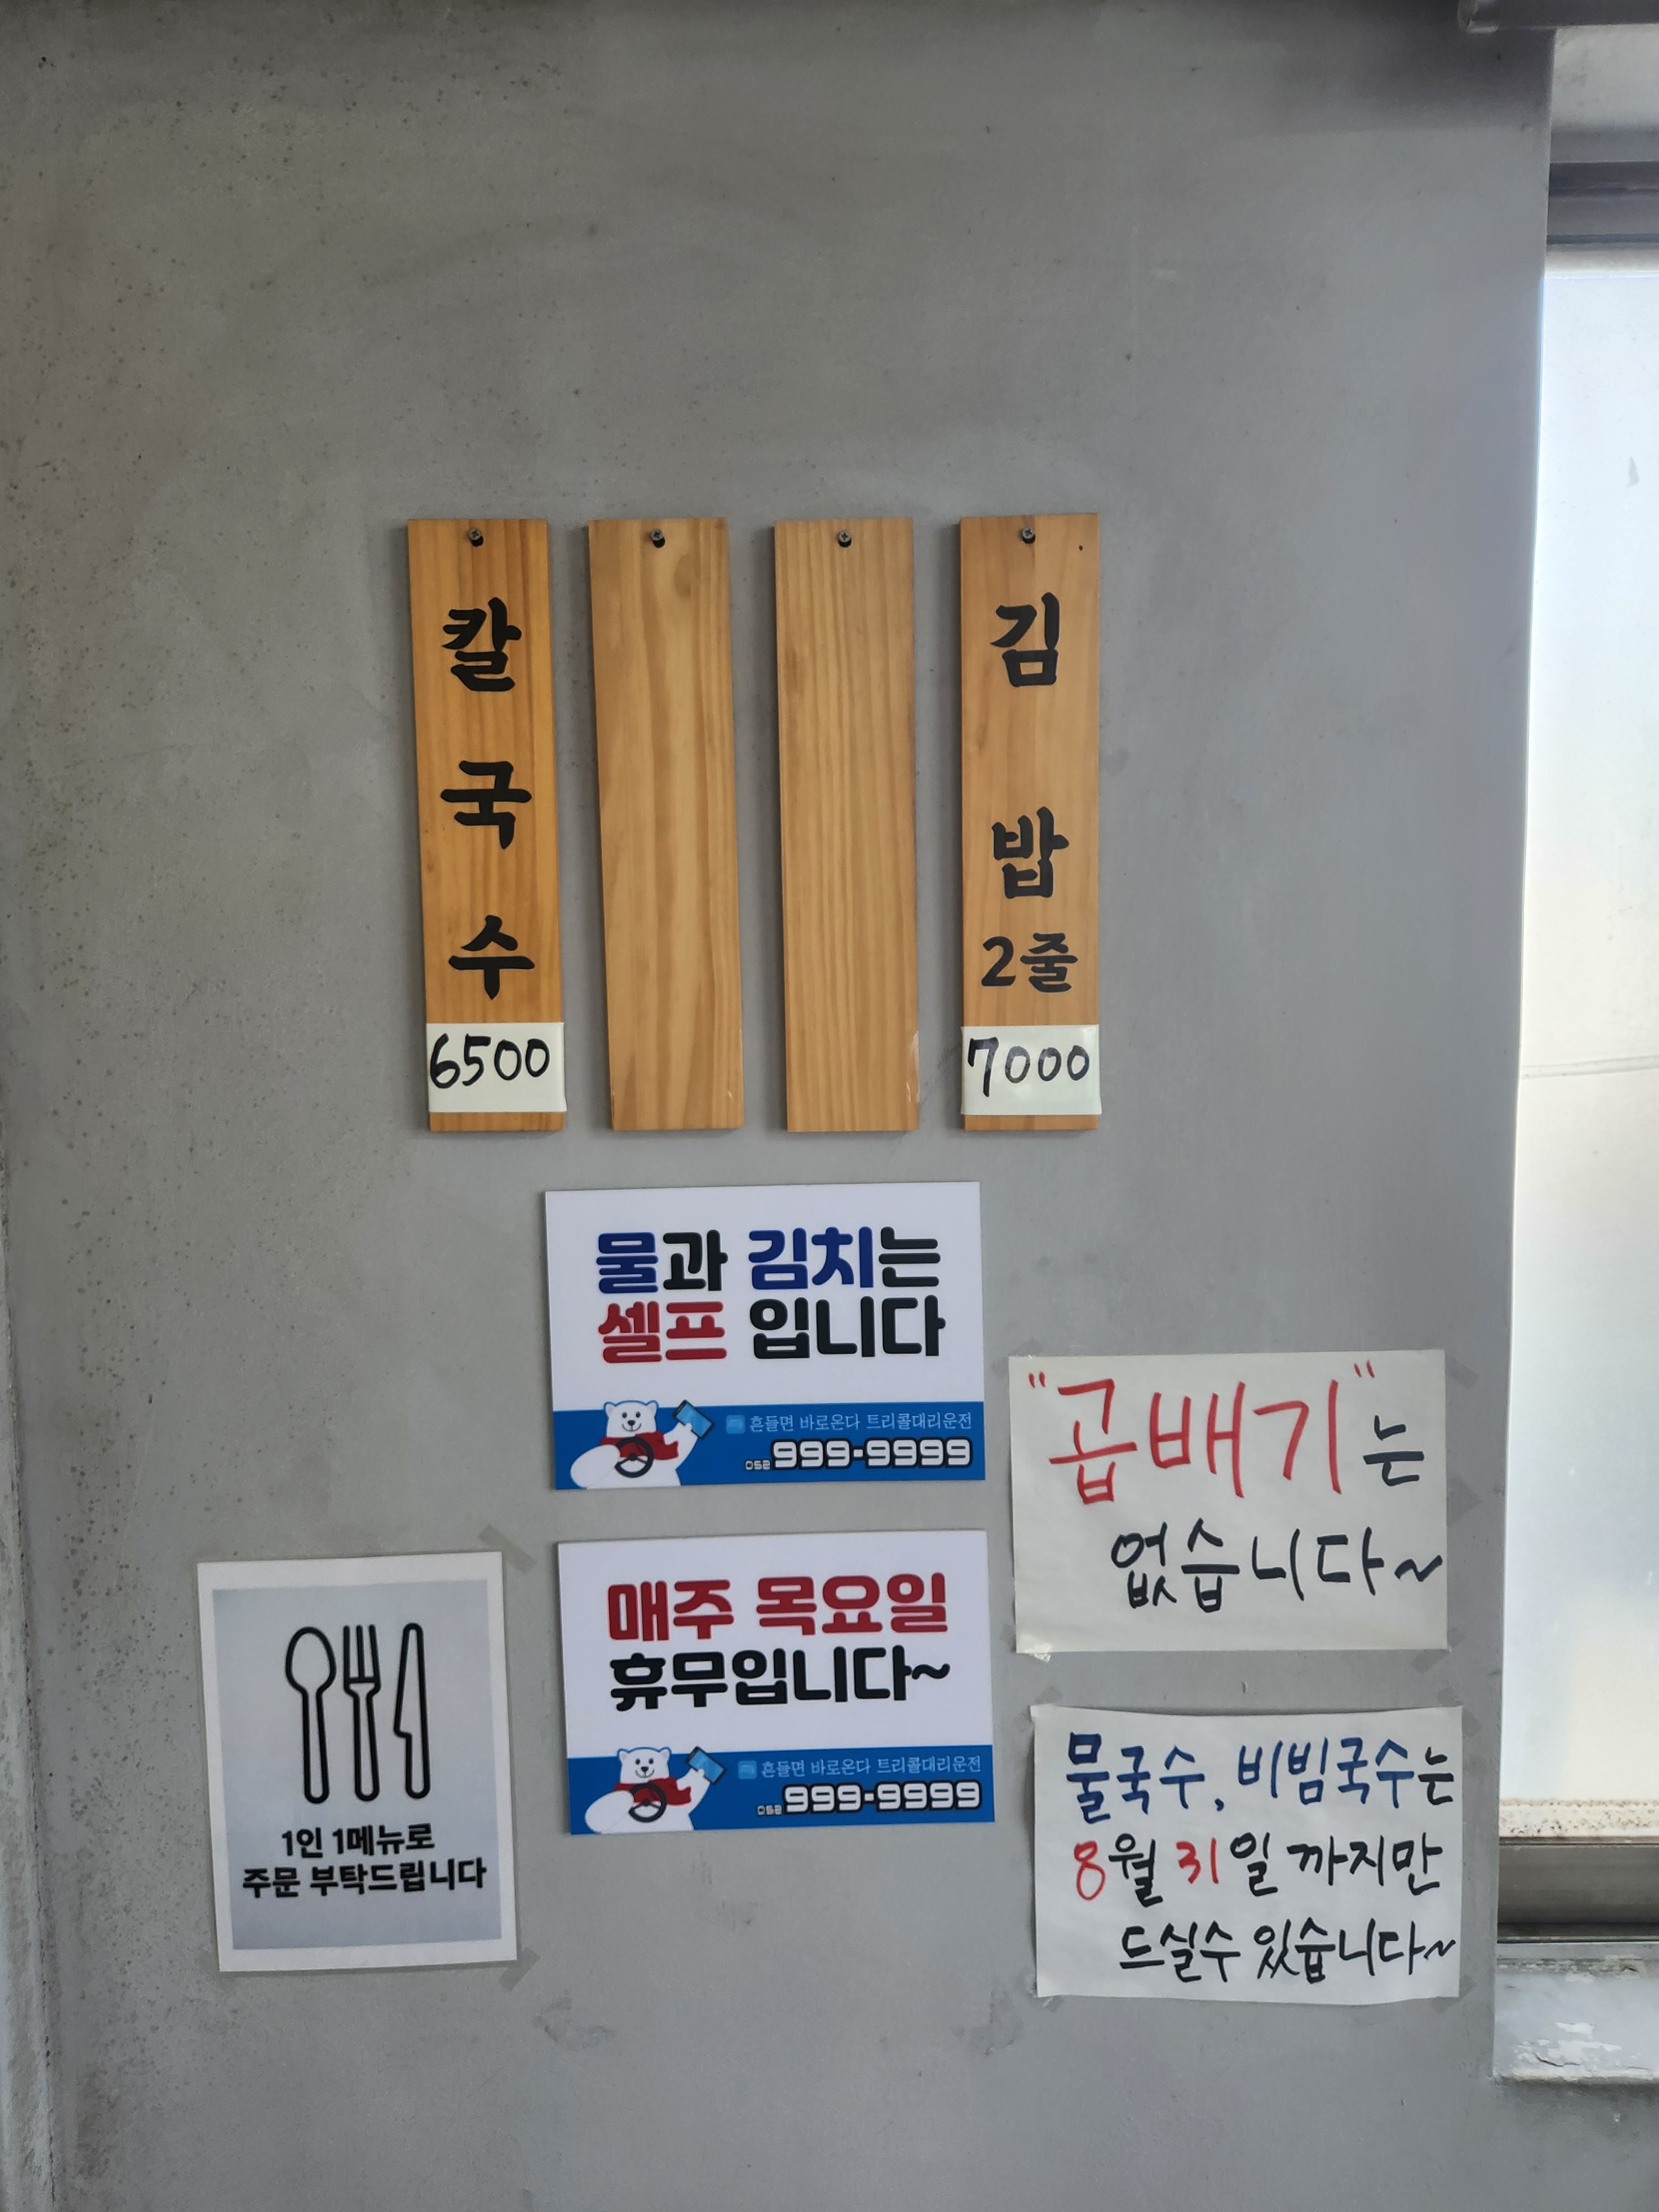 칼국수
6500
김밥
2줄
7000
물과 김치는
셀프 입니다
흔들면 바로온다 트리콜대리운전
052 999-9999
"곱배기"는
없습니다~
매주 목요일
휴무입니다~
흔들면 바로온다 트리콜대리운전
052 999-9999
1인 1메뉴로
주문 부탁드립니다
물국수, 비빔국수는
8월 31일 까지만
드실수 있습니다~